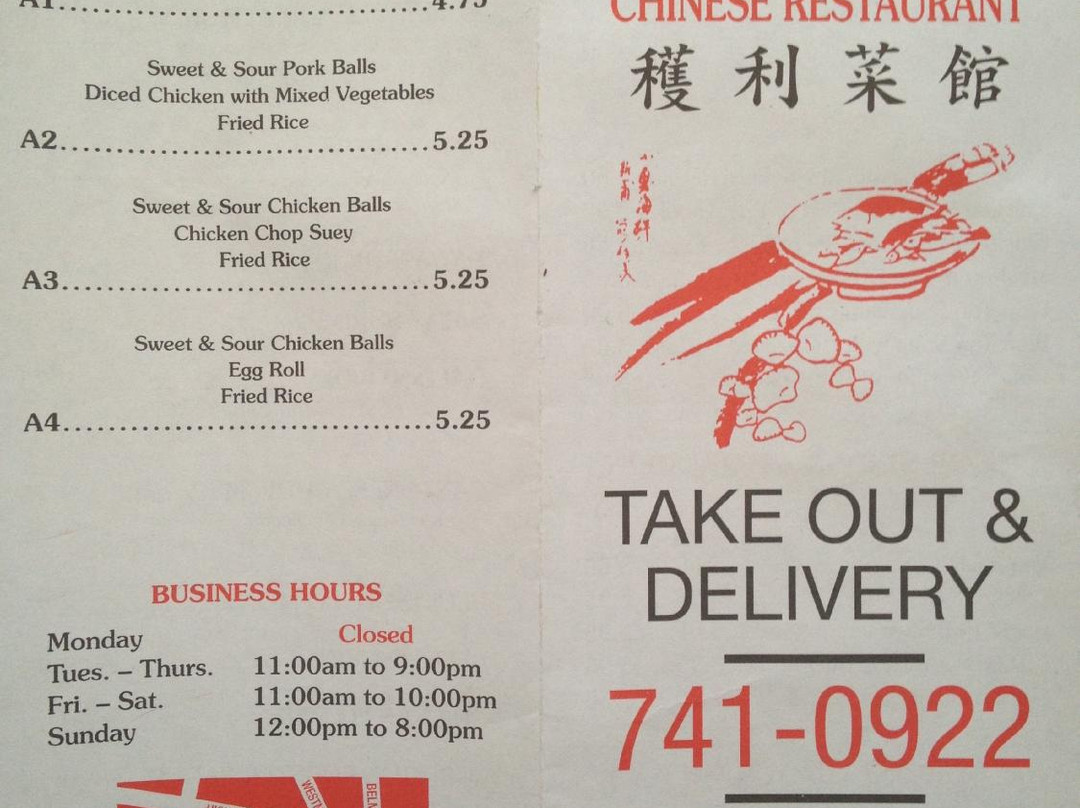 A1..................................4.75
Sweet & Sour Pork Balls
Diced Chicken with Mixed Vegetables
Fried Rice
A2..................................5.25
Sweet & Sour Chicken Balls
Chicken Chop Suey
Fried Rice
A3..................................5.25
Sweet & Sour Chicken Balls
Egg Roll
Fried Rice
A4..................................5.25
BUSINESS HOURS
Monday Closed
Tues. – Thurs. 11:00am to 9:00pm
Fri. – Sat. 11:00am to 10:00pm
Sunday 12:00pm to 8:00pm
CHINESE RESTAURANT
穫利菜館
TAKE OUT &
DELIVERY
741-0922